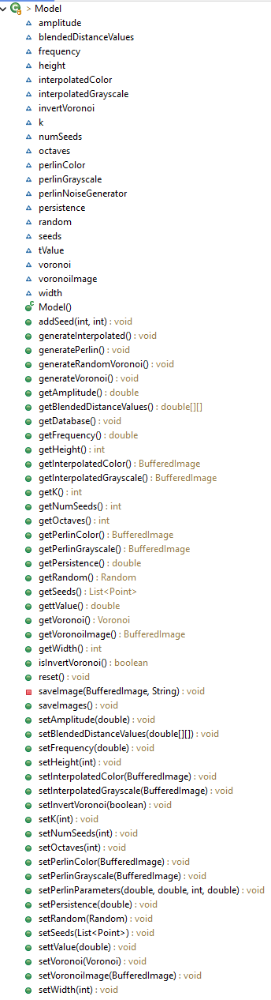 > Model
amplitude
blendedDistanceValues
frequency
height
interpolatedColor
interpolatedGrayscale
invertVoronoi
k
numSeeds
octaves
perlinColor
perlinGrayscale
perlinNoiseGenerator
persistence
random
seeds
tValue
voronoi
voronoiImage
width
Model()
addSeed(int, int) : void
generateInterpolated() : void
generatePerlin() : void
generateRandomVoronoi() : void
generateVoronoi() : void
getAmplitude() : double
getBlendedDistanceValues() : double[][]
getDatabase() : void
getFrequency() : double
getHeight() : int
getInterpolatedColor() : BufferedImage
getInterpolatedGrayscale() : BufferedImage
getK() : int
getNumSeeds() : int
getOctaves() : int
getPerlinColor() : BufferedImage
getPerlinGrayscale() : BufferedImage
getPersistence() : double
getRandom() : Random
getSeeds() : List<Point>
gettValue() : double
getVoronoi() : Voronoi
getVoronoiImage() : BufferedImage
getWidth() : int
isInvertVoronoi() : boolean
reset() : void
saveImage(BufferedImage, String) : void
saveImages() : void
setAmplitude(double) : void
setBlendedDistanceValues(double[][]) : void
setFrequency(double) : void
setHeight(int) : void
setInterpolatedColor(BufferedImage) : void
setInterpolatedGrayscale(BufferedImage) : void
setInvertVoronoi(boolean) : void
setK(int) : void
setNumSeeds(int) : void
setOctaves(int) : void
setPerlinColor(BufferedImage) : void
setPerlinGrayscale(BufferedImage) : void
setPerlinParameters(double, double, int, double) : void
setPersistence(double) : void
setRandom(Random) : void
setSeeds(List<Point>) : void
settValue(double) : void
setVoronoi(Voronoi) : void
setVoronoiImage(BufferedImage) : void
setWidth(int) : void